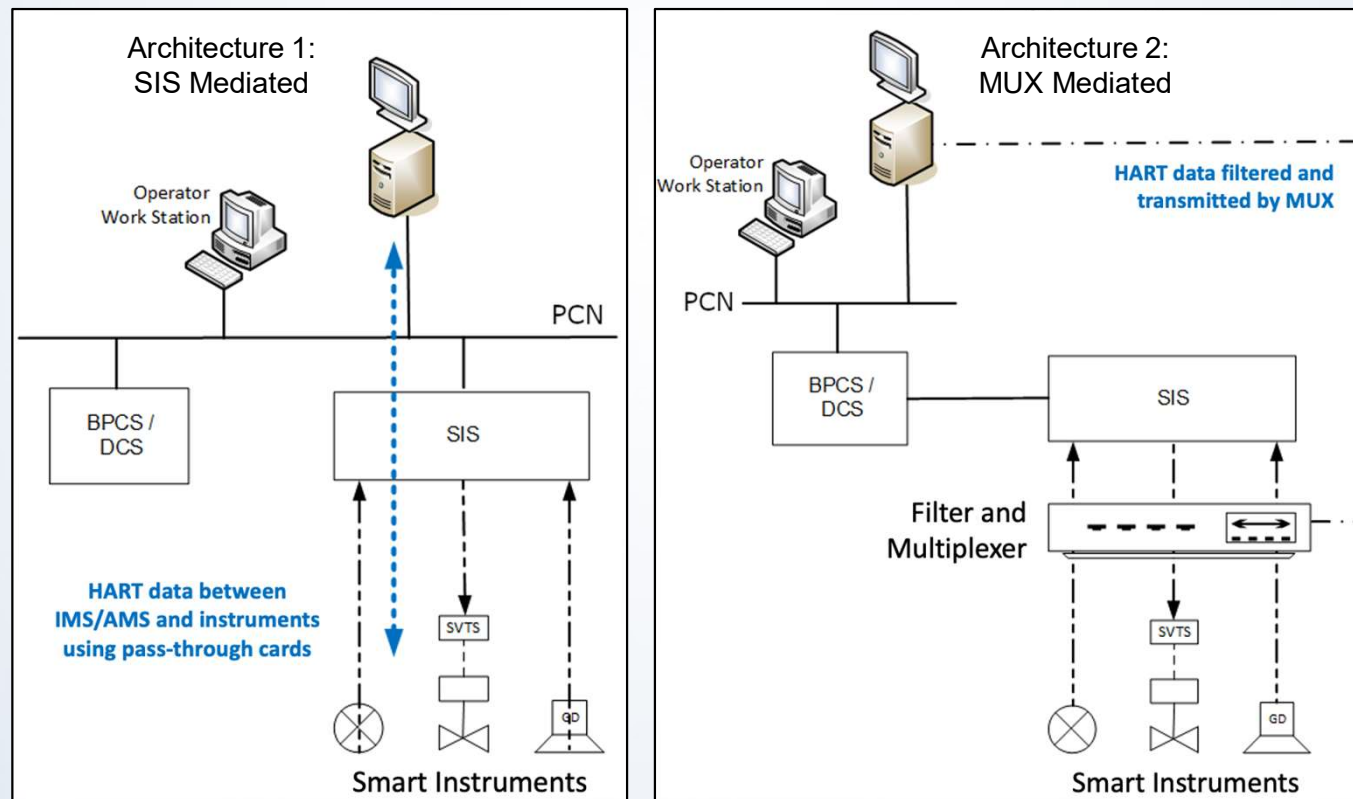 Architecture 1:
SIS Mediated
Operator
Work Station
PCN
BPCS /
DCS
SIS
HART data between
IMS/AMS and instruments
using pass-through cards
SVTS
GD
Smart Instruments
Architecture 2:
MUX Mediated
Operator
Work Station
HART data filtered and
transmitted by MUX
PCN
BPCS /
DCS
SIS
Filter and
Multiplexer
SVTS
GD
Smart Instruments